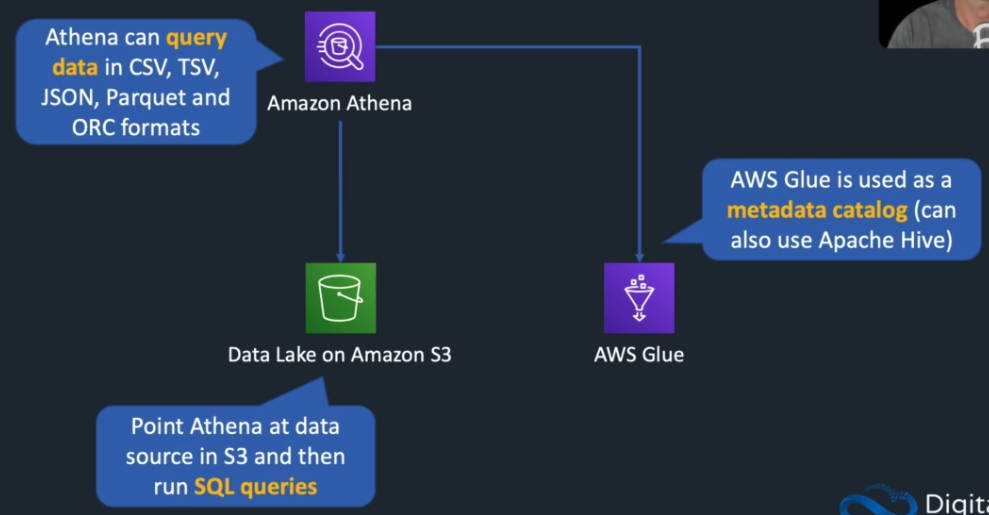 Athena can query
data in CSV, TSV,
JSON, Parquet and
ORC formats
Amazon Athena
AWS Glue is used as a
metadata catalog (can
also use Apache Hive)
Data Lake on Amazon S3
AWS Glue
Point Athena at data
source in S3 and then
run SQL queries